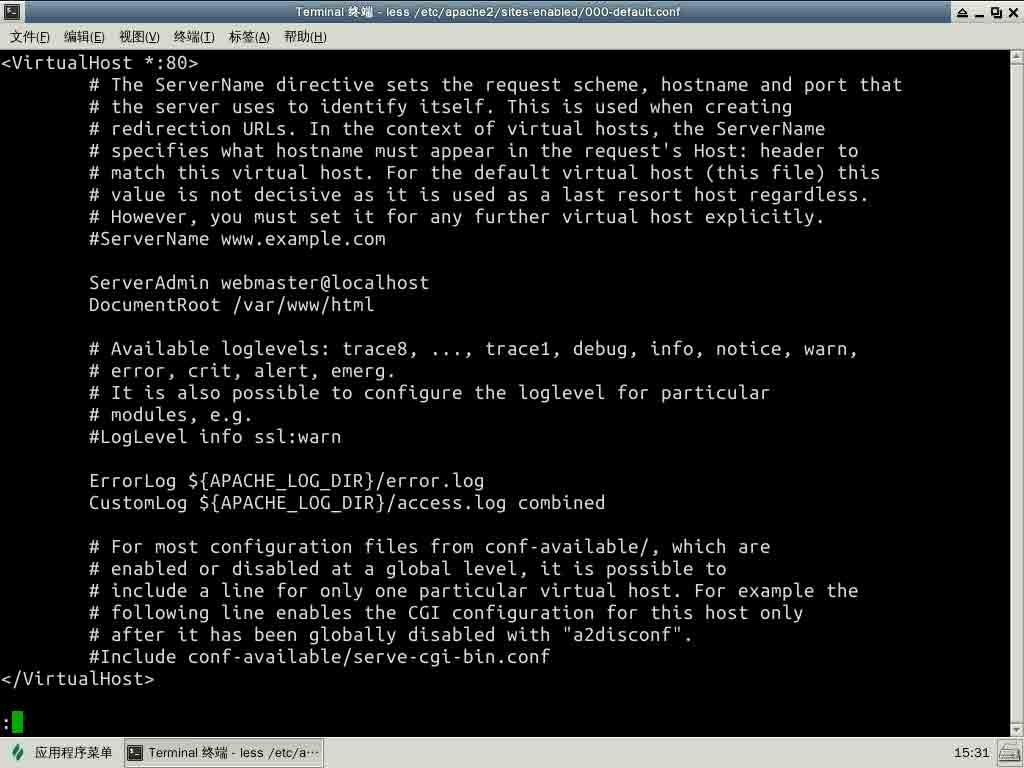 Terminal 终端 - less /etc/apache2/sites-enabled/000-default.conf
文件(F) 编辑(E) 视图(V) 终端(T) 标签(A) 帮助(H)
<VirtualHost *:80>
# The ServerName directive sets the request scheme, hostname and port that
# the server uses to identify itself. This is used when creating
# redirection URLs. In the context of virtual hosts, the ServerName
# specifies what hostname must appear in the request's Host: header to
# match this virtual host. For the default virtual host (this file) this
# value is not decisive as it is used as a last resort host regardless.
# However, you must set it for any further virtual host explicitly.
#ServerName www.example.com
ServerAdmin webmaster@localhost
DocumentRoot /var/www/html
# Available loglevels: trace8, ..., trace1, debug, info, notice, warn,
# error, crit, alert, emerg.
# It is also possible to configure the loglevel for particular
# modules, e.g.
#LogLevel info ssl:warn
ErrorLog ${APACHE_LOG_DIR}/error.log
CustomLog ${APACHE_LOG_DIR}/access.log combined
# For most configuration files from conf-available/, which are
# enabled or disabled at a global level, it is possible to
# include a line for only one particular virtual host. For example the
# following line enables the CGI configuration for this host only
# after it has been globally disabled with "a2disconf".
#Include conf-available/serve-cgi-bin.conf
</VirtualHost>
:
应用程序菜单 Terminal 终端 - less /etc/a… 15:31